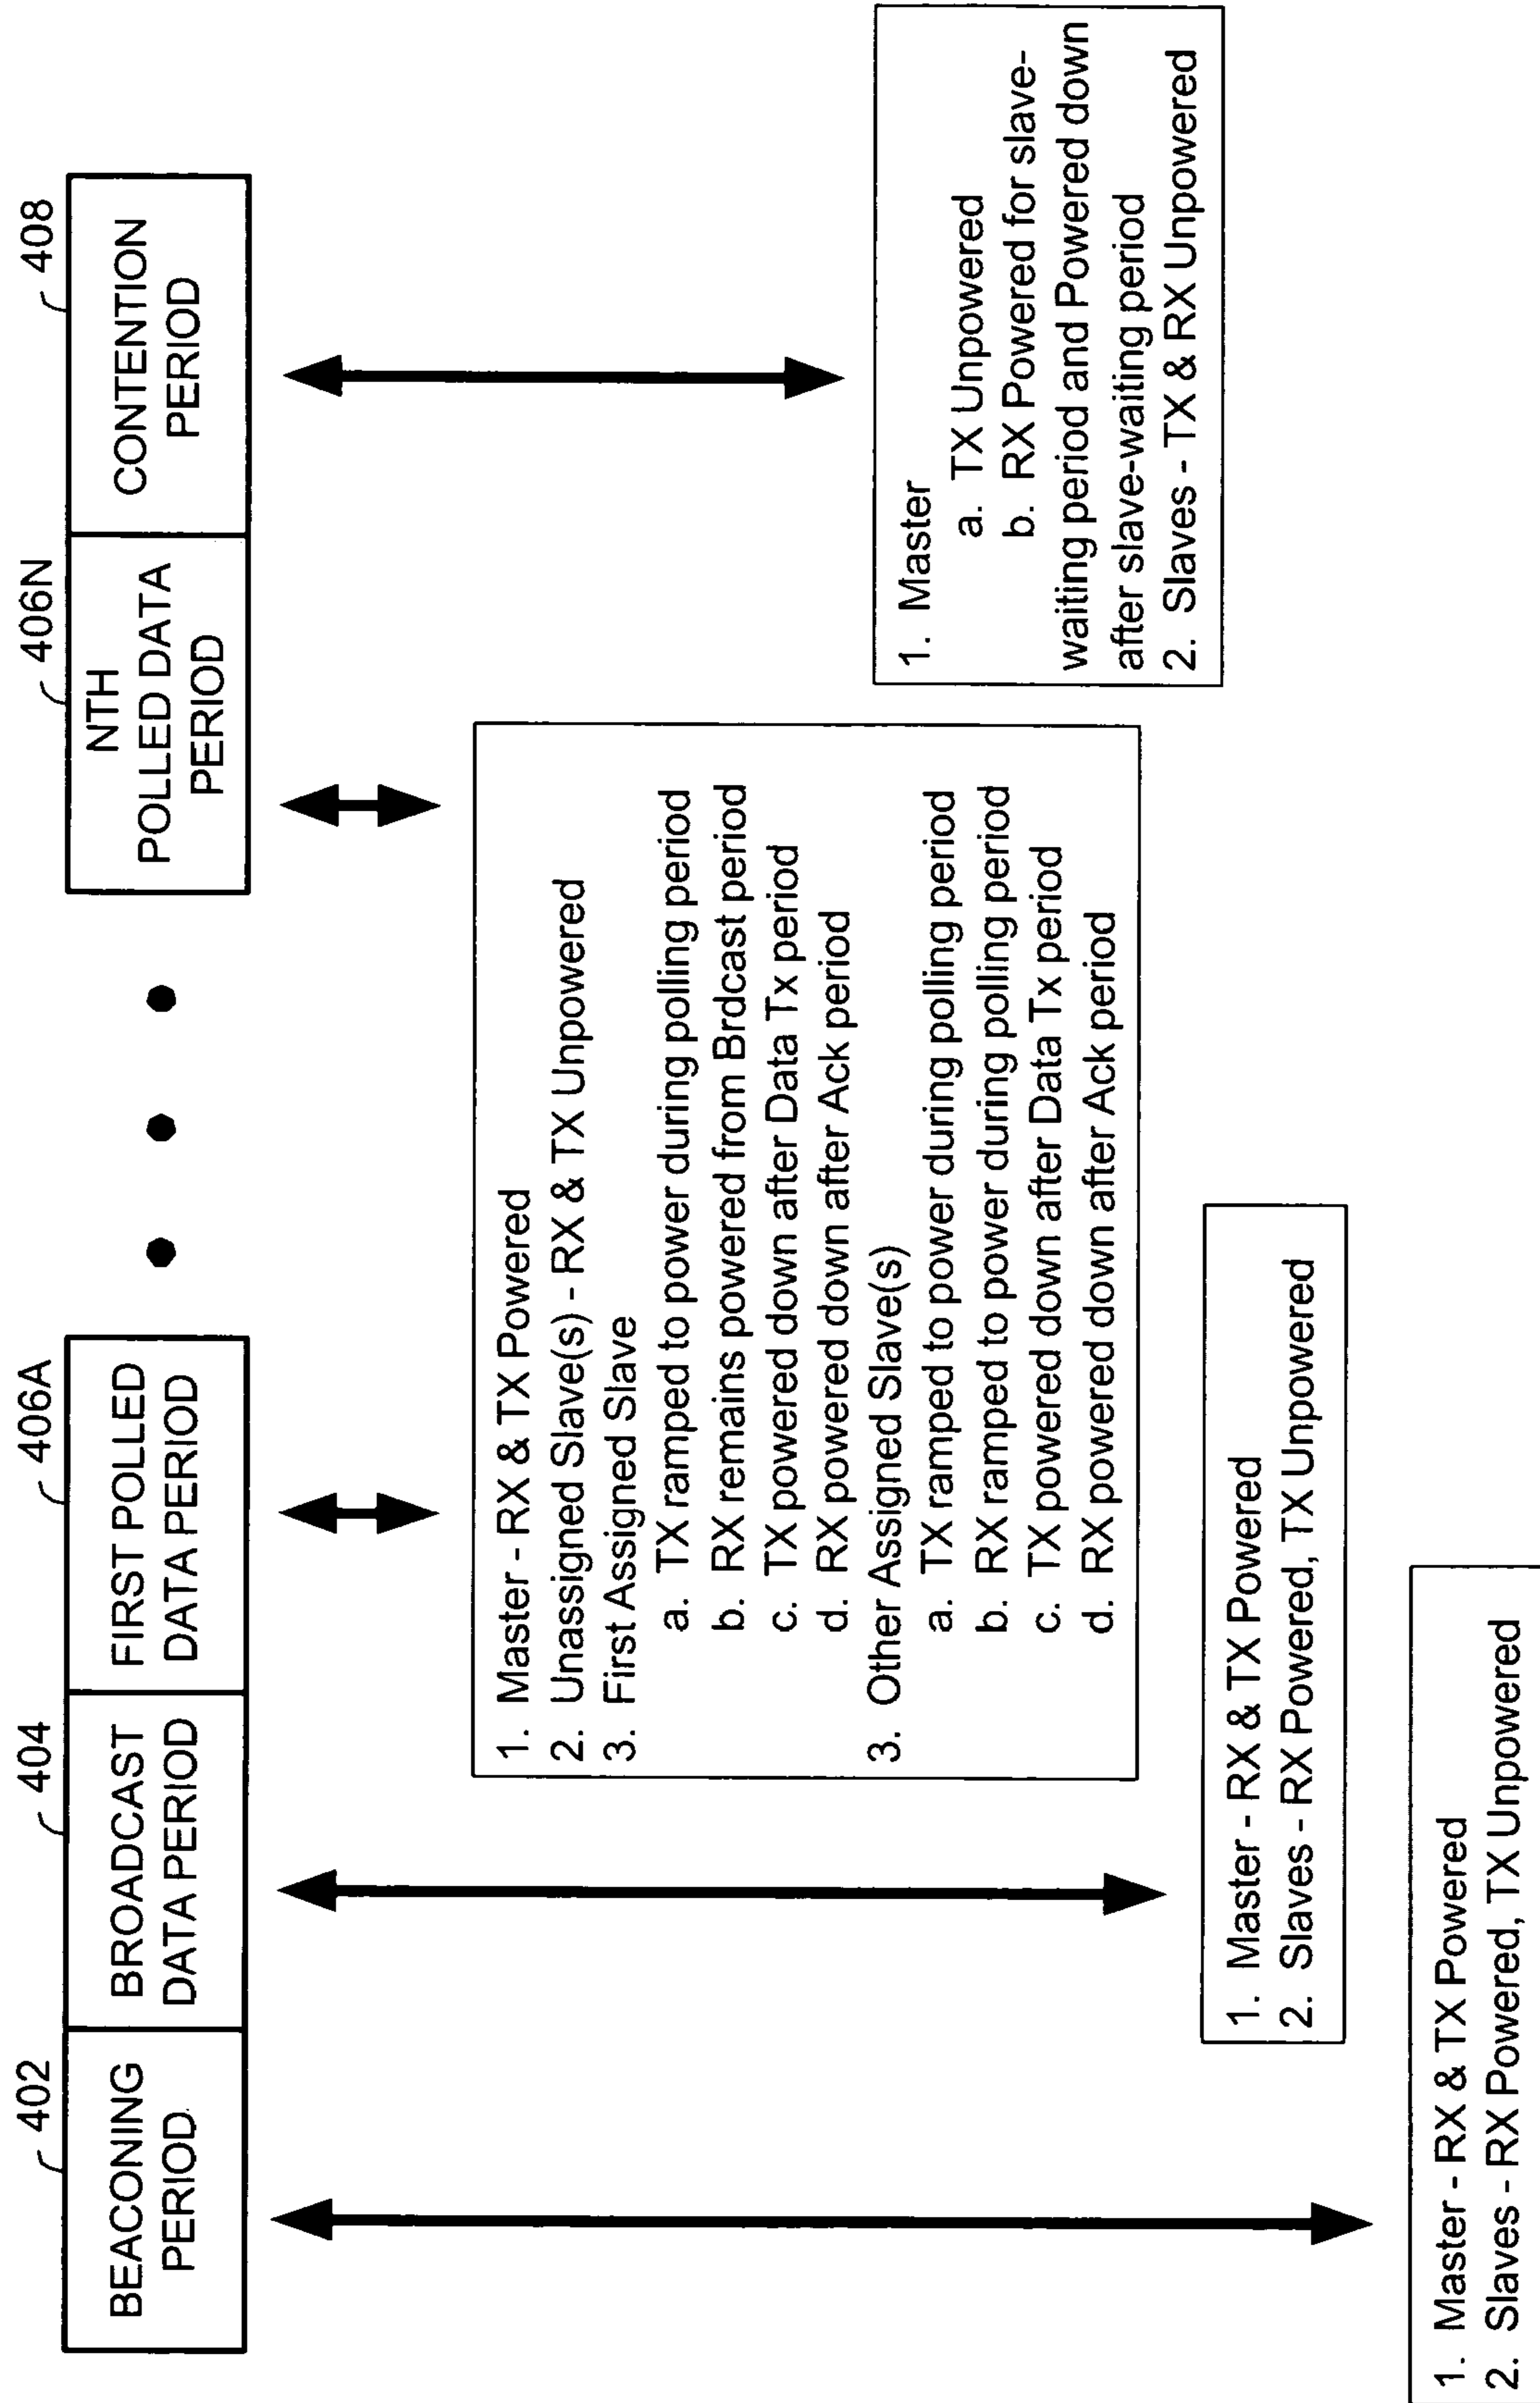 402
BEACONING
PERIOD
404
BROADCAST
DATA PERIOD
406A
FIRST POLLED
DATA PERIOD
406N
NTH
POLLED DATA
PERIOD
408
CONTENTION
PERIOD
1. Master - RX & TX Powered
2. Unassigned Slave(s) - RX & TX Unpowered
3. First Assigned Slave
a. TX ramped to power during polling period
b. RX remains powered from Brdcast period
c. TX powered down after Data Tx period
d. RX powered down after Ack period
3. Other Assigned Slave(s)
a. TX ramped to power during polling period
b. RX ramped to power during polling period
c. TX powered down after Data Tx period
d. RX powered down after Ack period
1. Master
a. TX Unpowered
b. RX Powered for slave-
waiting period and Powered down
after slave-waiting period
2. Slaves - TX & RX Unpowered
1. Master - RX & TX Powered
2. Slaves - RX Powered, TX Unpowered
1. Master - RX & TX Powered
2. Slaves - RX Powered, TX Unpowered